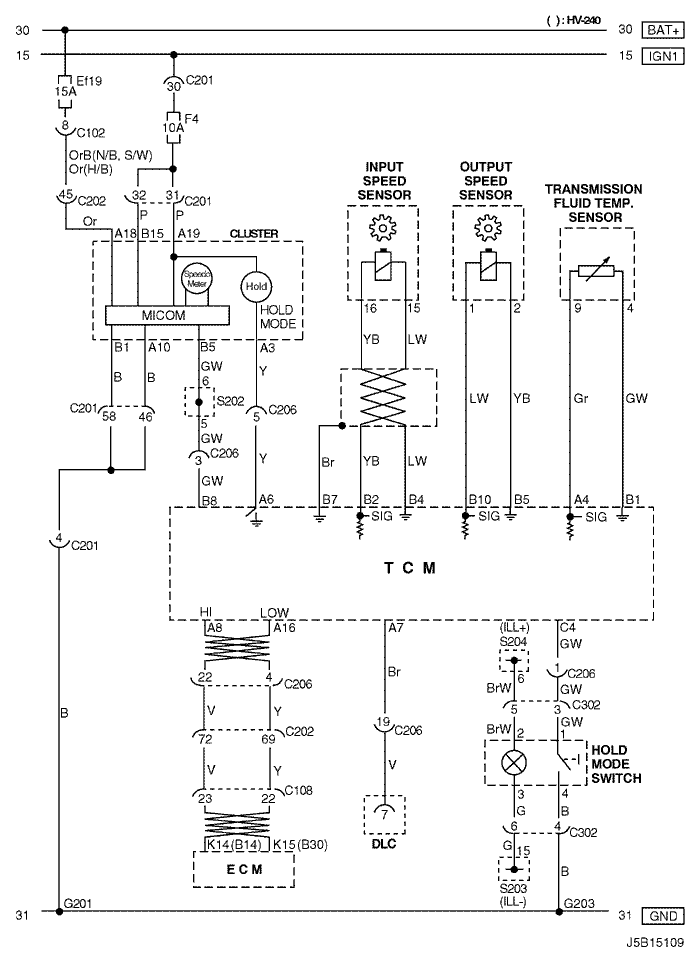 ( ) : HV-240
30 30 BAT+
15 15 IGN1
Ef19 C201
15A 30
F4
10A
8 C102
OrB(N/B, S/W)
Or(H/B)
45 C202 32 31 C201
Or P P
A18 B15 A19 CLUSTER
Speedo
Meter
Hold
MICOM
HOLD
MODE
B1 A10 B5 A3
B B GW Y
6
S202
5
C201 58 46
C206 5
GW
3 C206
GW Y
B8 A6
INPUT
SPEED
SENSOR
OUTPUT
SPEED
SENSOR
TRANSMISSION
FLUID TEMP.
SENSOR
16 15 1 2 9 4
YB LW
LW YB Gr GW
Br YB LW
B7 B2 B4 B10 B5 A4 B1
SIG SIG SIG
T C M
4 C201
B
HI LOW
A8 A16 A7 (ILL+) C4
S204 GW
6 1 C206
BrW GW
5 3 C302
BrW GW
2 1
22 4 C206
V Y
72 69 C202
V Y
23 22 C108
K14(B14) K15(B30)
E C M
Br
19 C206
V
7
DLC
HOLD
MODE
SWITCH
3 4
G B
6 4 C302
G 15 B
S203
(ILL-)
31 G201 G203 31 GND
J5B15109